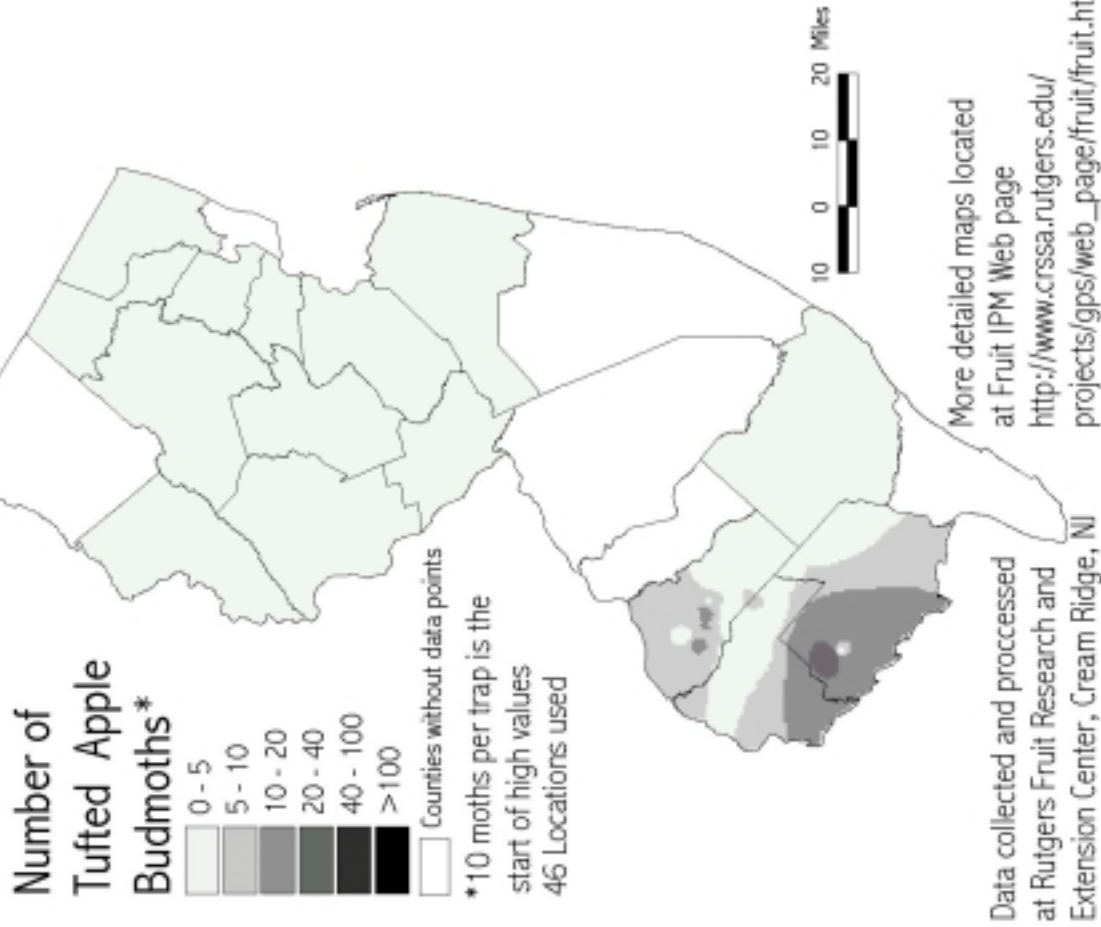 Number of
Tufted Apple
Budmoths*
0 - 5
5 - 10
10 - 20
20 - 40
40 - 100
>100
Counties without data points
*10 moths per trap is the
start of high values
46 Locations used
10 0 10 20 Miles
More detailed maps located
at Fruit IPM Web page
http://www.crssa.rutgers.edu/
projects/gps/web_page/fruit/fruit.ht
Data collected and proccessed
at Rutgers Fruit Research and
Extension Center, Cream Ridge, NJ